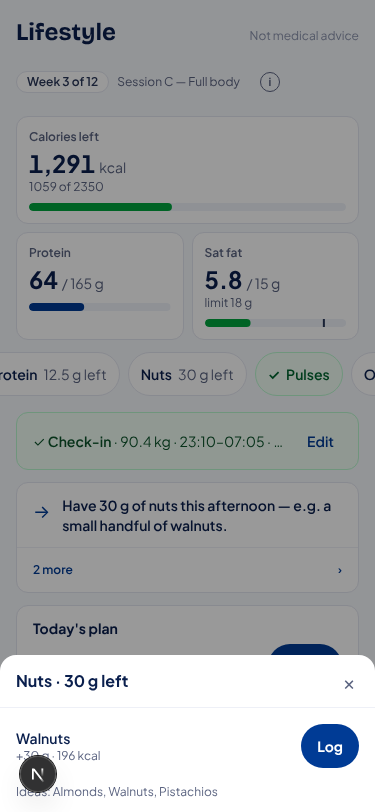 Lifestyle
Not medical advice
Week 3 of 12 Session C — Full body i
Calories left
1,291 kcal
1059 of 2350
Protein
64 / 165 g
Sat fat
5.8 / 15 g
limit 18 g
rotein 12.5 g left Nuts 30 g left ✓ Pulses O
✓ Check-in · 90.4 kg · 23:10–07:05 · … Edit
→ Have 30 g of nuts this afternoon — e.g. a
small handful of walnuts.
2 more ›
Today's plan
Nuts · 30 g left ×
Walnuts
+30 g · 196 kcal
Log
N
Ideas: Almonds, Walnuts, Pistachios